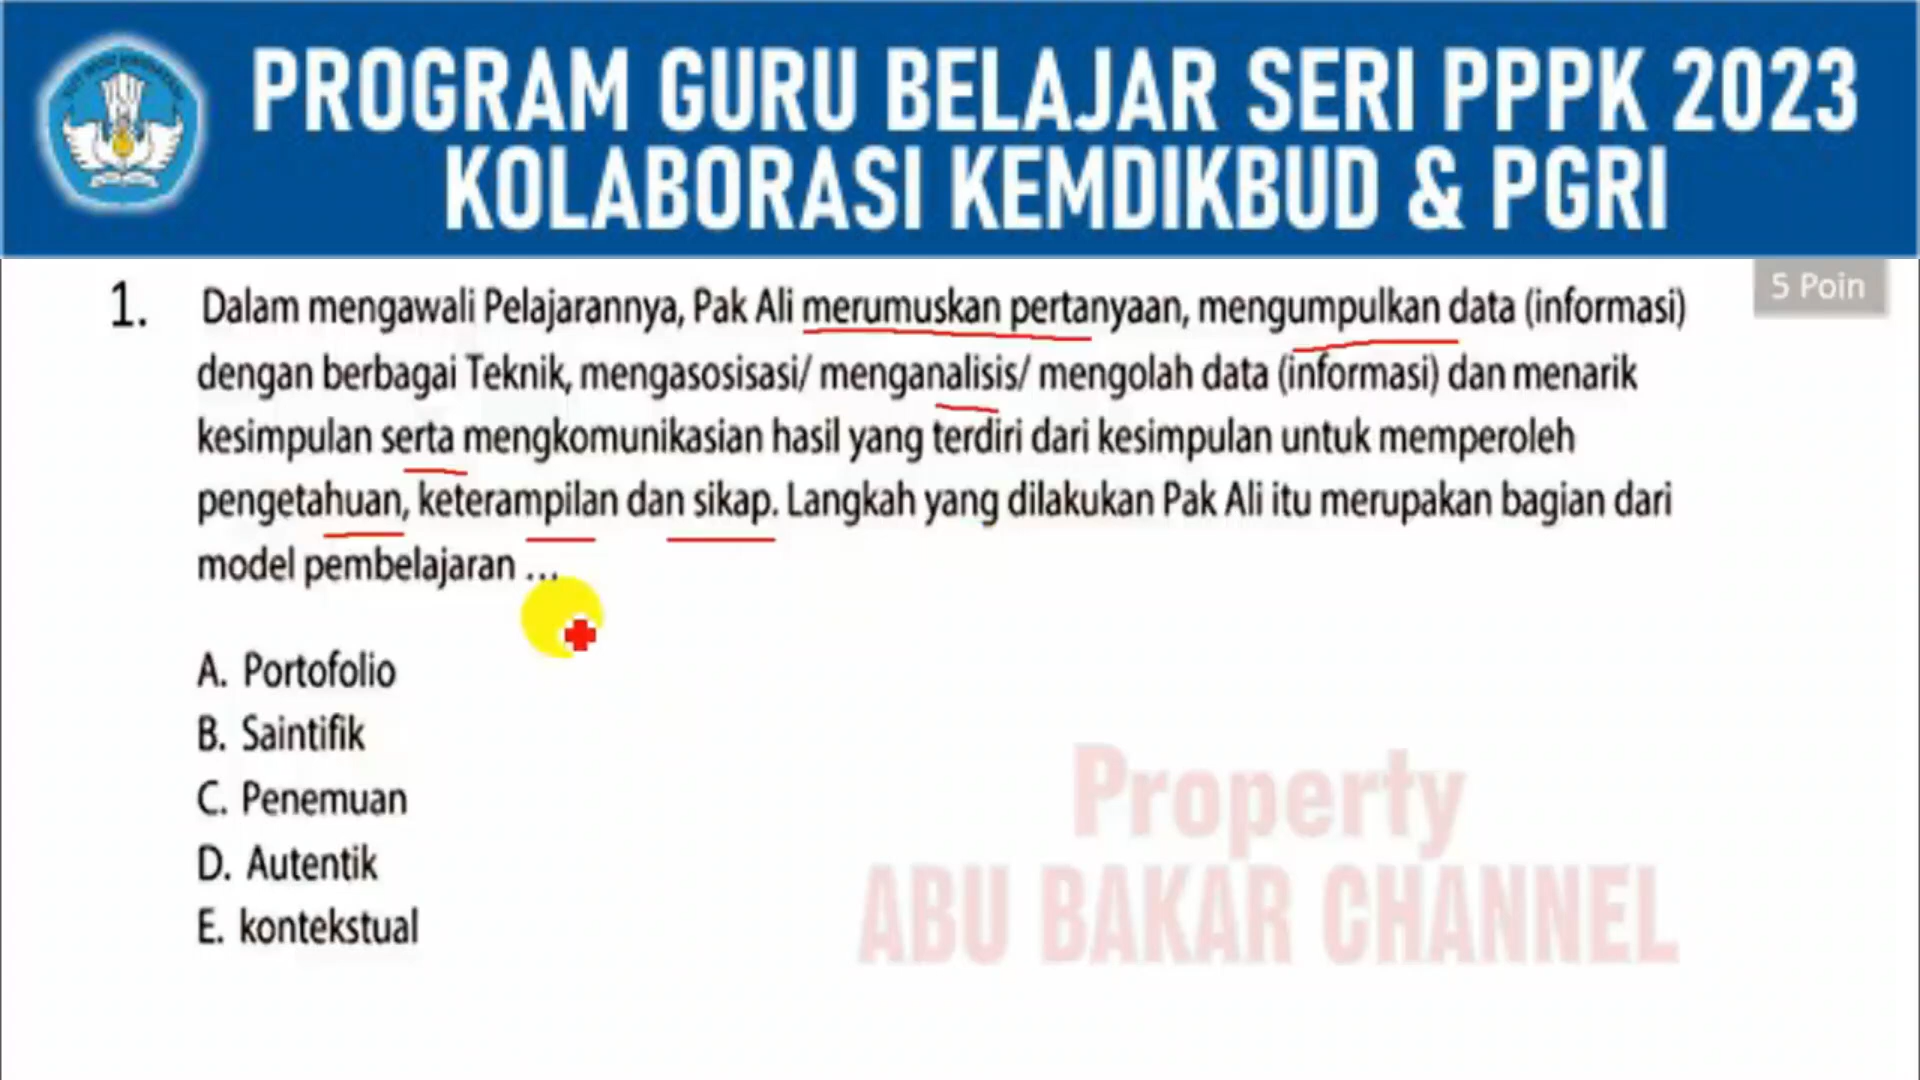 PROGRAM GURU BELAJAR SERI PPPK 2023
KOLABORASI KEMDIKBUD & PGRI
5 Poin
1. Dalam mengawali Pelajarannya, Pak Ali merumuskan pertanyaan, mengumpulkan data (informasi)
dengan berbagai Teknik, mengasosisasi/ menganalisis/ mengolah data (informasi) dan menarik
kesimpulan serta mengkomunikasian hasil yang terdiri dari kesimpulan untuk memperoleh
pengetahuan, keterampilan dan sikap. Langkah yang dilakukan Pak Ali itu merupakan bagian dari
model pembelajaran ...
A. Portofolio
B. Saintifik
C. Penemuan
D. Autentik
E. kontekstual
Property
ABU BAKAR CHANNEL